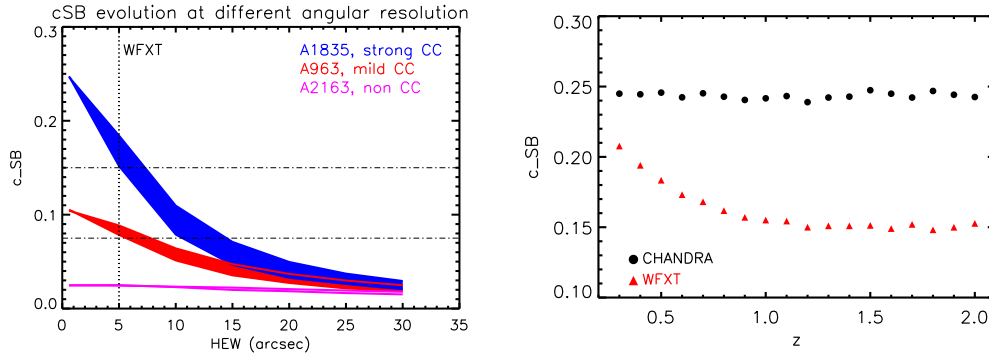 cSB evolution at different angular resolution
0.3
0.2
0.1
0.0
c_SB
WFXT
A1835, strong CC
A963, mild CC
A2163, non CC
0 5 10 15 20 25 30 35
HEW (arcsec)
0.30
0.25
0.20
0.15
0.10
c_SB
CHANDRA
WFXT
0.5 1.0 1.5 2.0
z